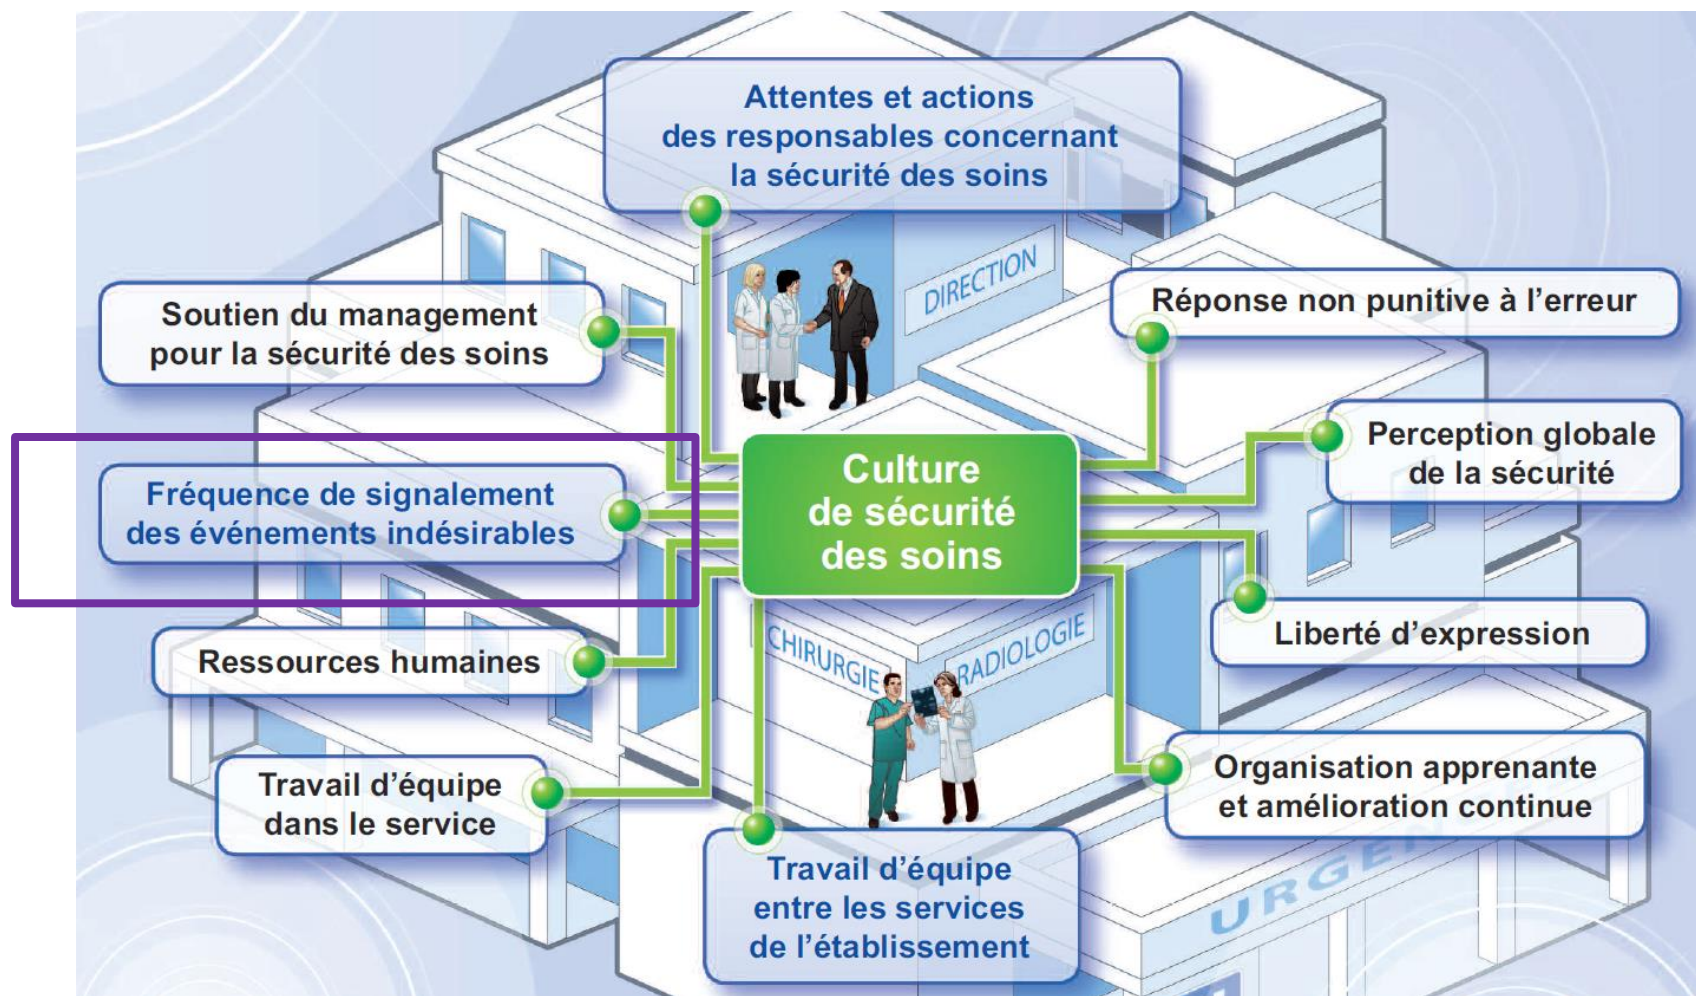 Attentes et actions
des responsables concernant
la sécurité des soins
DIRECTION
Soutien du management
pour la sécurité des soins
Réponse non punitive à l’erreur
Perception globale
de la sécurité
Fréquence de signalement
des événements indésirables
Culture
de sécurité
des soins
Liberté d’expression
Ressources humaines
CHIRURGIE
RADIOLOGIE
Travail d’équipe
dans le service
Organisation apprenante
et amélioration continue
Travail d’équipe
entre les services
de l’établissement
URGEN